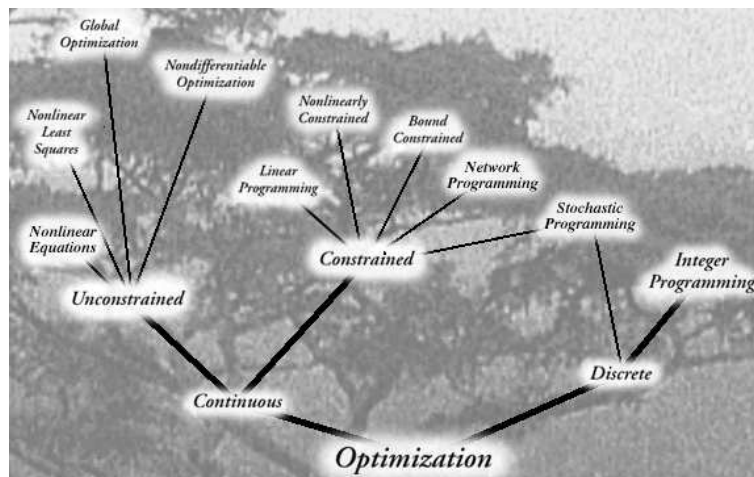 Global
Optimization
Nondifferentiable
Optimization
Nonlinear
Least
Squares
Nonlinearly
Constrained
Bound
Constrained
Linear
Programming
Network
Programming
Nonlinear
Equations
Stochastic
Programming
Constrained
Integer
Programming
Unconstrained
Discrete
Continuous
Optimization